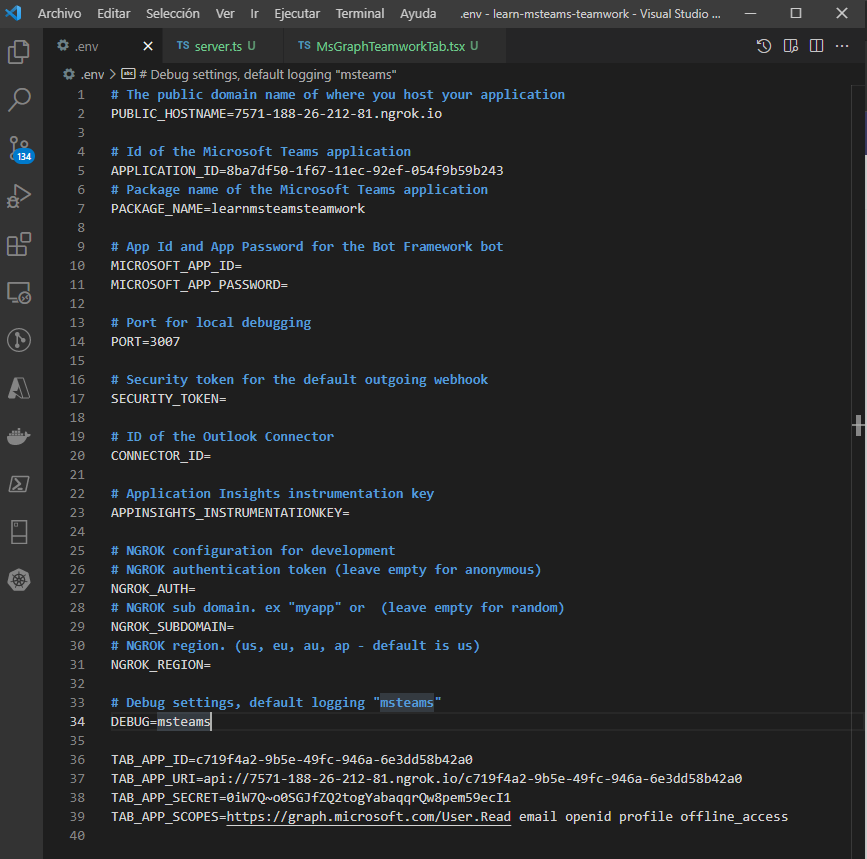 Archivo Editar Selección Ver Ir Ejecutar Terminal Ayuda .env - learn-msteams-teamwork - Visual Studio ...
.env TS server.ts U TS MsGraphTeamworkTab.tsx U
.env > abc # Debug settings, default logging "msteams"
134
1 # The public domain name of where you host your application
2 PUBLIC_HOSTNAME=7571-188-26-212-81.ngrok.io
3
4 # Id of the Microsoft Teams application
5 APPLICATION_ID=8ba7df50-1f67-11ec-92ef-054f9b59b243
6 # Package name of the Microsoft Teams application
7 PACKAGE_NAME=learnmsteamsteamwork
8
9 # App Id and App Password for the Bot Framework bot
10 MICROSOFT_APP_ID=
11 MICROSOFT_APP_PASSWORD=
12
13 # Port for local debugging
14 PORT=3007
15
16 # Security token for the default outgoing webhook
17 SECURITY_TOKEN=
18
19 # ID of the Outlook Connector
20 CONNECTOR_ID=
21
22 # Application Insights instrumentation key
23 APPINSIGHTS_INSTRUMENTATIONKEY=
24
25 # NGROK configuration for development
26 # NGROK authentication token (leave empty for anonymous)
27 NGROK_AUTH=
28 # NGROK sub domain. ex "myapp" or  (leave empty for random)
29 NGROK_SUBDOMAIN=
30 # NGROK region. (us, eu, au, ap - default is us)
31 NGROK_REGION=
32
33 # Debug settings, default logging "msteams"
34 DEBUG=msteams
35
36 TAB_APP_ID=c719f4a2-9b5e-49fc-946a-6e3dd58b42a0
37 TAB_APP_URI=api://7571-188-26-212-81.ngrok.io/c719f4a2-9b5e-49fc-946a-6e3dd58b42a0
38 TAB_APP_SECRET=0iW7Q~o0SGJfZQ2togYabaqqrQw8pem59ecI1
39 TAB_APP_SCOPES=https://graph.microsoft.com/User.Read email openid profile offline_access
40